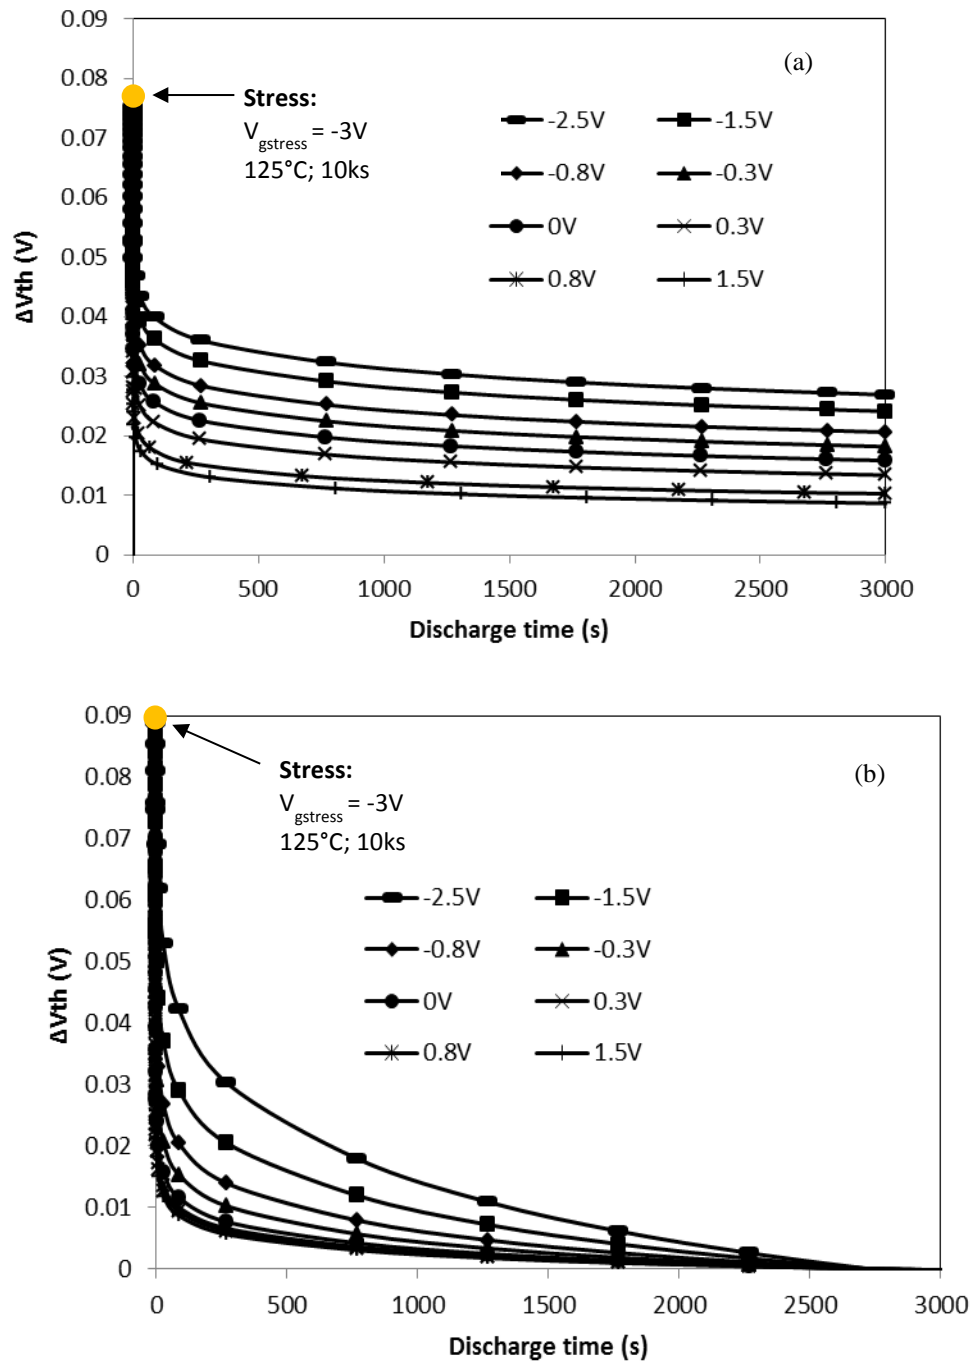 0.09
(a)
0.08
Stress:
Vgstress = -3V
125°C; 10ks
-2.5V -1.5V
-0.8V -0.3V
0V 0.3V
0.8V 1.5V
0.07
0.06
0.05
0.04
0.03
0.02
0.01
0
ΔVth (V)
0 500 1000 1500 2000 2500 3000
Discharge time (s)
0.09
(b)
Stress:
Vgstress = -3V
125°C; 10ks
-2.5V -1.5V
-0.8V -0.3V
0V 0.3V
0.8V 1.5V
0.08
0.07
0.06
0.05
0.04
0.03
0.02
0.01
0
ΔVth (V)
0 500 1000 1500 2000 2500 3000
Discharge time (s)